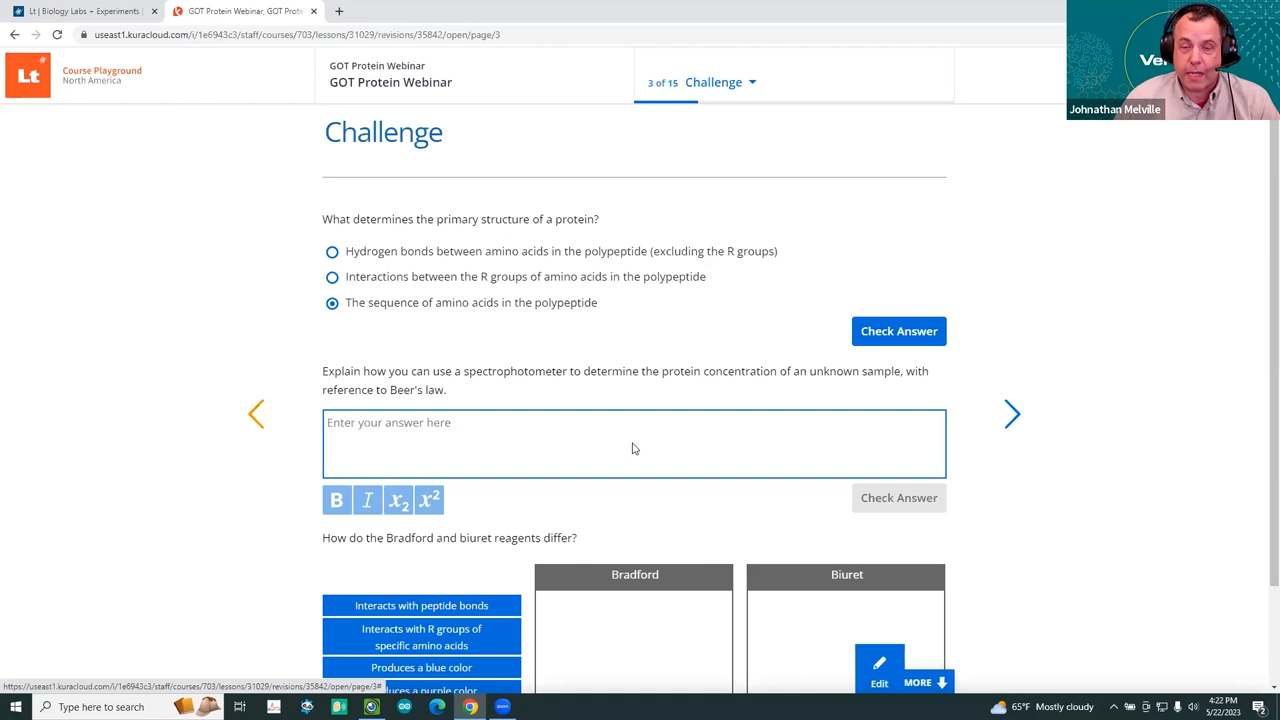 Lt | Biology Labs + Experiments |
GOT Protein Webinar, GOT Prote
useast1.kuracloud.com/i/1e6943c3/staff/courses/703/lessons/31029/revisions/35842/open/page/3
Lt
Course Playground
North America
GOT Protein Webinar
GOT Protein Webinar
3 of 15 Challenge
Johnathan Melville
Challenge
What determines the primary structure of a protein?
Hydrogen bonds between amino acids in the polypeptide (excluding the R groups)
Interactions between the R groups of amino acids in the polypeptide
The sequence of amino acids in the polypeptide
Check Answer
Explain how you can use a spectrophotometer to determine the protein concentration of an unknown sample, with
reference to Beer's law.
Enter your answer here
B I x₂ x²
Check Answer
How do the Bradford and biuret reagents differ?
Bradford
Biuret
Interacts with peptide bonds
Interacts with R groups of
specific amino acids
Produces a blue color
Edit
MORE
https://useast1.kuracloud.com/i/1e6943c3/staff/courses/703/lessons/31029/revisions/35842/open/page/3#
Type here to search
65°F Mostly cloudy
4:22 PM
5/22/2023